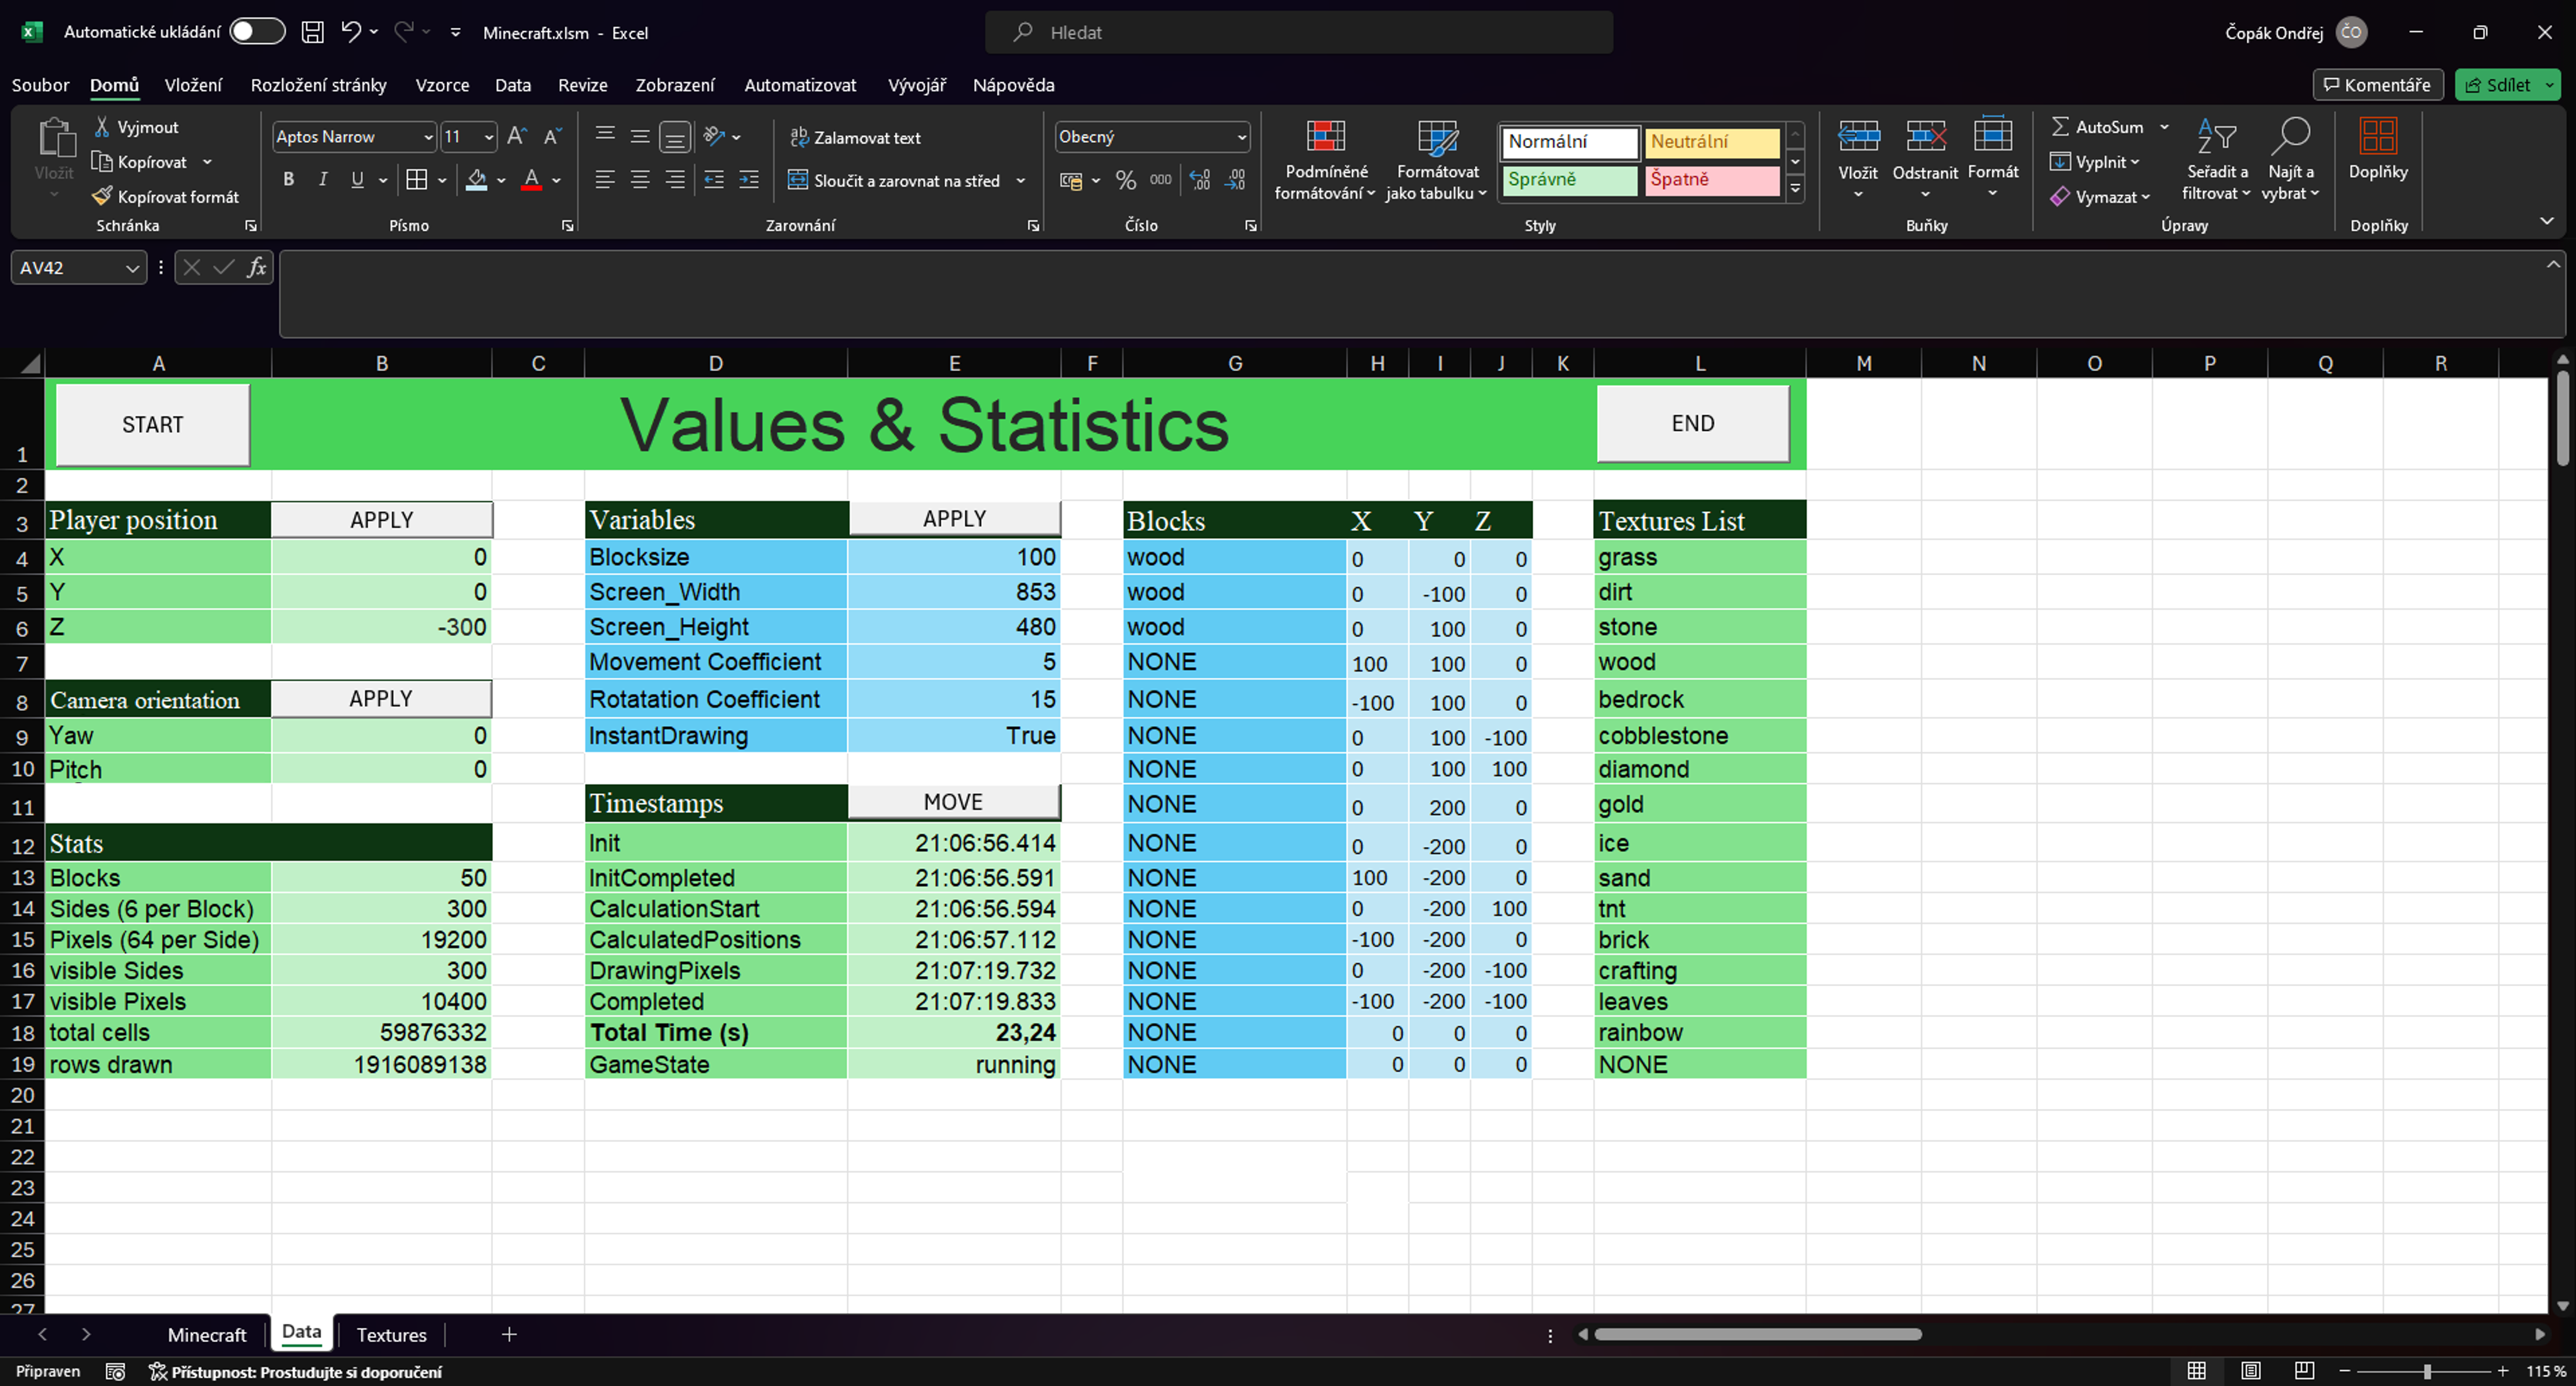 Automatické ukládání Minecraft.xlsm - Excel Hledat Čopák Ondřej ČO
Soubor Domů Vložení Rozložení stránky Vzorce Data Revize Zobrazení Automatizovat Vývojář Nápověda Komentáře Sdílet
Vložit
Vyjmout
Kopírovat
Kopírovat formát
Schránka
Aptos Narrow 11
B I U
Písmo
Zalamovat text
Sloučit a zarovnat na střed
Zarovnání
Obecný
% 000
Číslo
Podmíněné formátování
Formátovat jako tabulku
Normální Neutrální
Správně Špatně
Styly
Vložit Odstranit Formát
Buňky
AutoSum
Vyplnit
Vymazat
Seřadit a filtrovat
Najít a vybrat
Úpravy
Doplňky
Doplňky
AV42 fx
A B C D E F G H I J K L M N O P Q R
1 START Values & Statistics END
2
3 Player position APPLY Variables APPLY Blocks X Y Z Textures List
4 X 0 Blocksize 100 wood 0 0 0 grass
5 Y 0 Screen_Width 853 wood 0 -100 0 dirt
6 Z -300 Screen_Height 480 wood 0 100 0 stone
7 Movement Coefficient 5 NONE 100 100 0 wood
8 Camera orientation APPLY Rotatation Coefficient 15 NONE -100 100 0 bedrock
9 Yaw 0 InstantDrawing True NONE 0 100 -100 cobblestone
10 Pitch 0 NONE 0 100 100 diamond
11 Timestamps MOVE NONE 0 200 0 gold
12 Stats Init 21:06:56.414 NONE 0 -200 0 ice
13 Blocks 50 InitCompleted 21:06:56.591 NONE 100 -200 0 sand
14 Sides (6 per Block) 300 CalculationStart 21:06:56.594 NONE 0 -200 100 tnt
15 Pixels (64 per Side) 19200 CalculatedPositions 21:06:57.112 NONE -100 -200 0 brick
16 visible Sides 300 DrawingPixels 21:07:19.732 NONE 0 -200 -100 crafting
17 visible Pixels 10400 Completed 21:07:19.833 NONE -100 -200 -100 leaves
18 total cells 59876332 Total Time (s) 23,24 NONE 0 0 0 rainbow
19 rows drawn 1916089138 GameState running NONE 0 0 0 NONE
20
21
22
23
24
25
26
27
Minecraft Data Textures +
Připraven Přístupnost: Prostudujte si doporučení 115 %